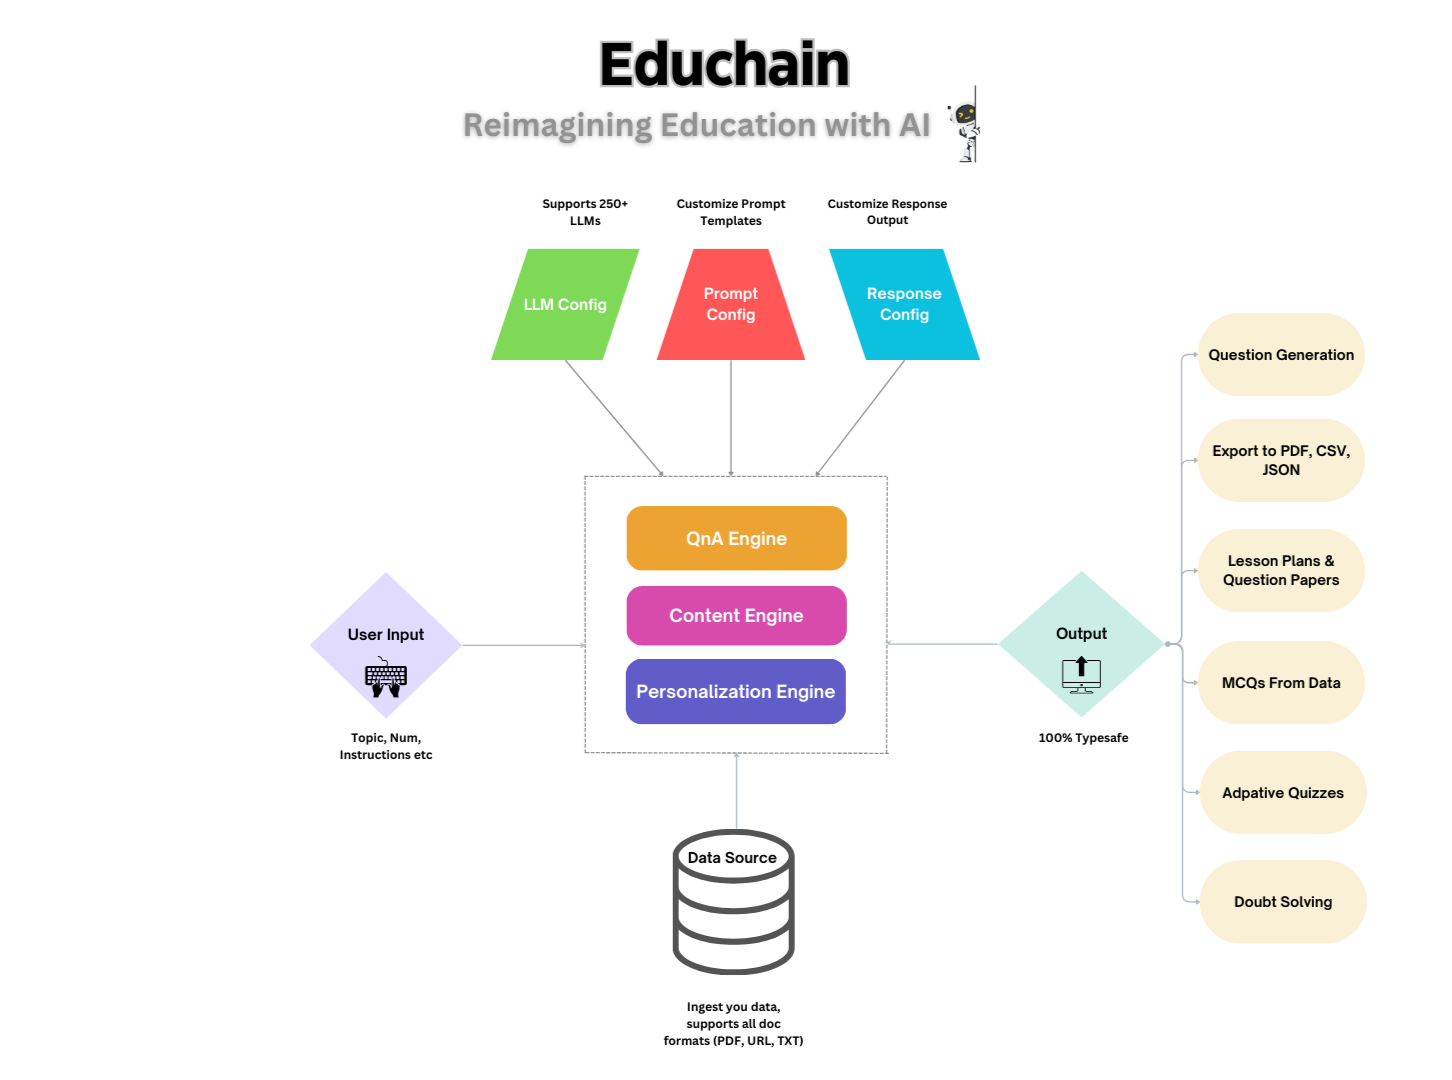 Educhain
Reimagining Education with AI
Supports 250+
LLMs
Customize Prompt
Templates
Customize Response
Output
LLM Config
Prompt
Config
Response
Config
QnA Engine
Content Engine
Personalization Engine
User Input
Topic, Num,
Instructions etc
Data Source
Ingest you data,
supports all doc
formats (PDF, URL, TXT)
Output
100% Typesafe
Question Generation
Export to PDF, CSV,
JSON
Lesson Plans &
Question Papers
MCQs From Data
Adpative Quizzes
Doubt Solving